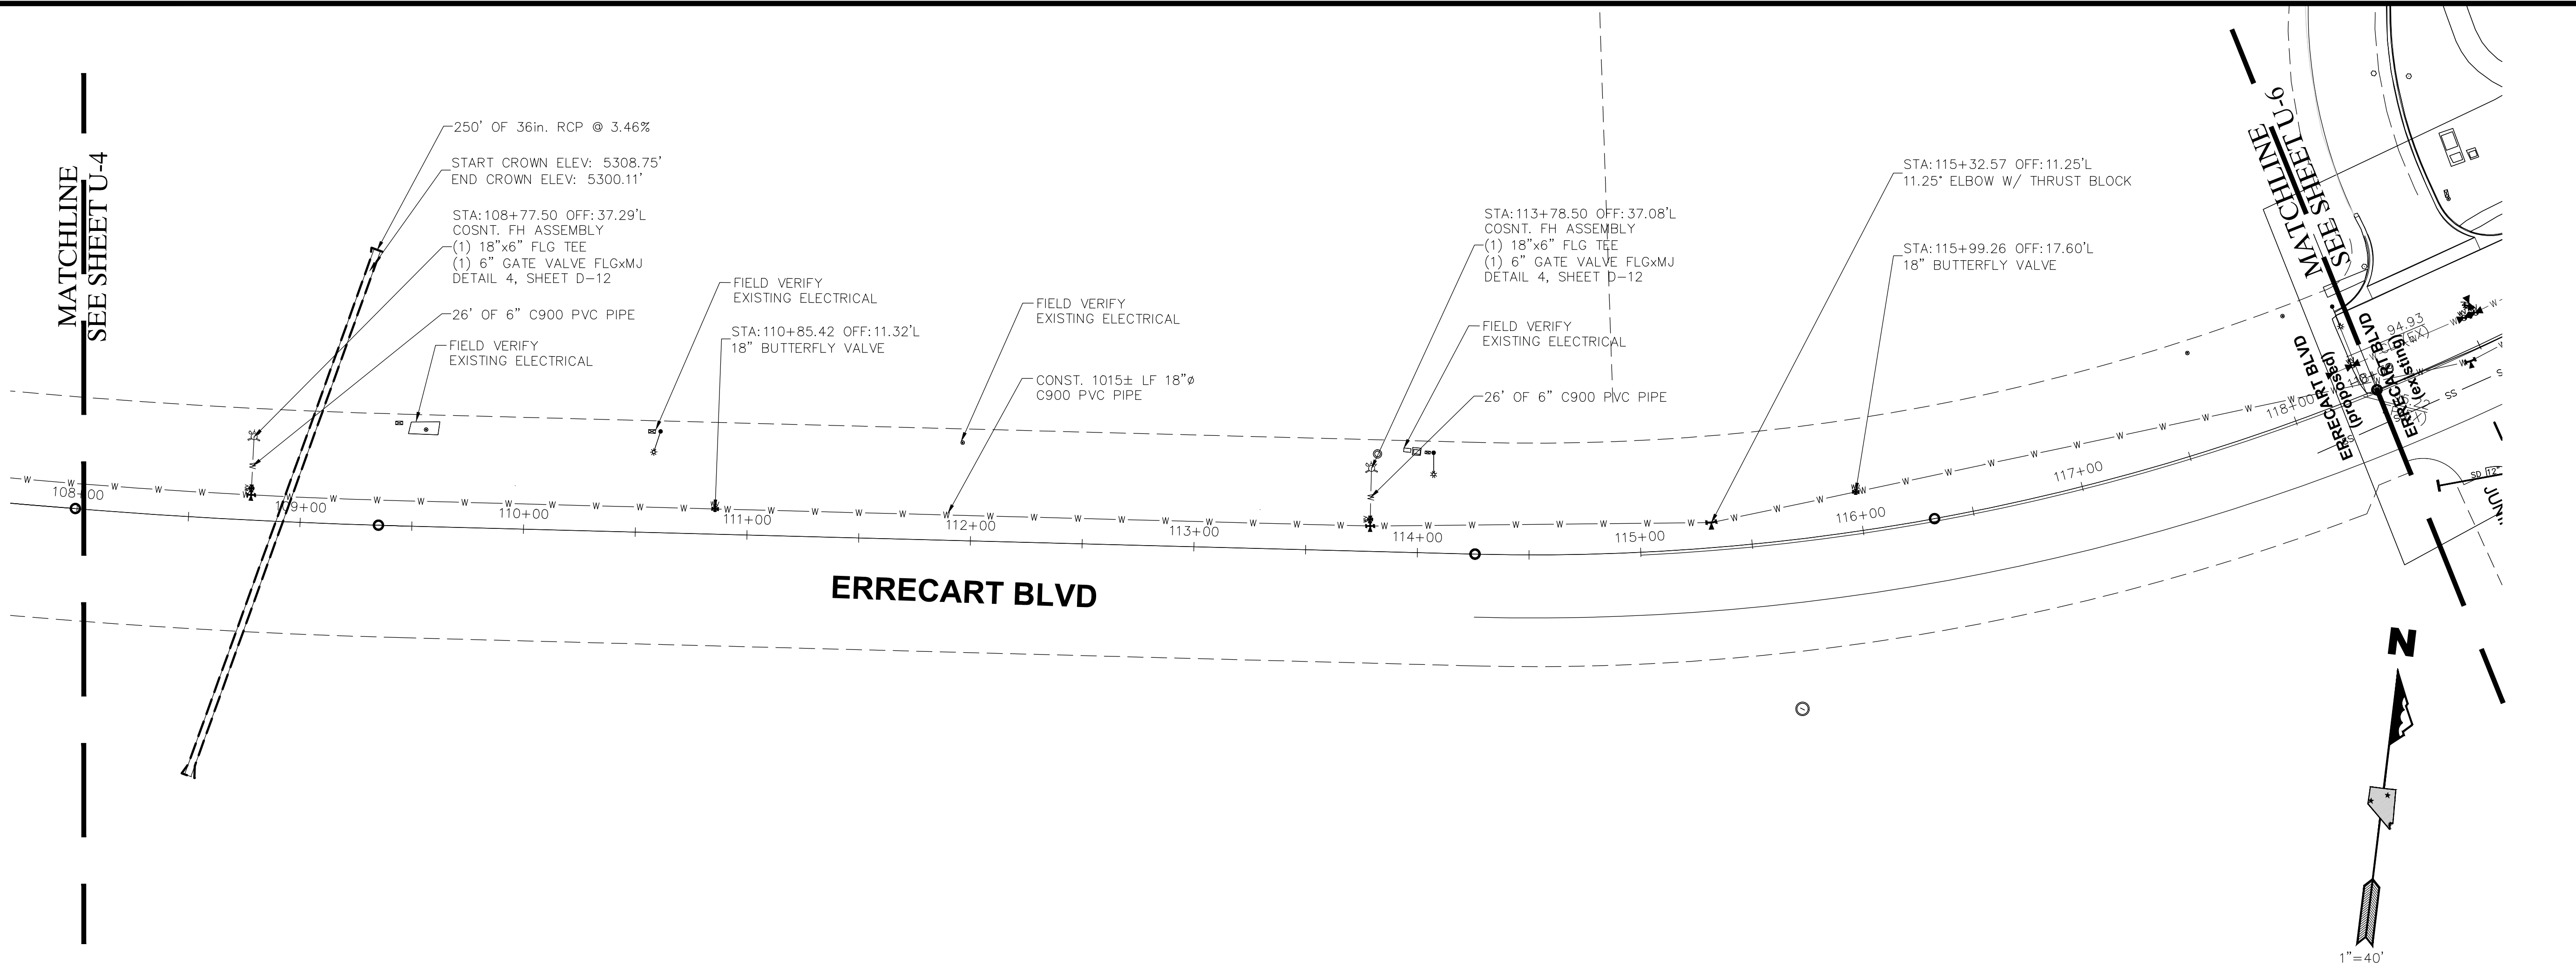 MATCHLINE
SEE SHEET U-4
250' OF 36in. RCP @ 3.46%
START CROWN ELEV: 5308.75'
END CROWN ELEV: 5300.11'
STA:108+77.50 OFF:37.29'L
COSNT. FH ASSEMBLY
(1) 18"x6" FLG TEE
(1) 6" GATE VALVE FLGxMJ
DETAIL 4, SHEET D-12
26' OF 6" C900 PVC PIPE
FIELD VERIFY
EXISTING ELECTRICAL
FIELD VERIFY
EXISTING ELECTRICAL
STA:110+85.42 OFF:11.32'L
18" BUTTERFLY VALVE
FIELD VERIFY
EXISTING ELECTRICAL
CONST. 1015± LF 18"ø
C900 PVC PIPE
STA:113+78.50 OFF:37.08'L
COSNT. FH ASSEMBLY
(1) 18"x6" FLG TEE
(1) 6" GATE VALVE FLGxMJ
DETAIL 4, SHEET D-12
FIELD VERIFY
EXISTING ELECTRICAL
26' OF 6" C900 PVC PIPE
STA:115+32.57 OFF:11.25'L
11.25° ELBOW W/ THRUST BLOCK
STA:115+99.26 OFF:17.60'L
18" BUTTERFLY VALVE
MATCHLINE
SEE SHEET U-6
108+00
109+00
110+00
111+00
112+00
113+00
114+00
115+00
116+00
117+00
118+00
94.93
ERRECART BLVD
(proposed)
ERRECART BLVD
(existing)
SS
SD 12"
ERRECART BLVD
N
1"=40'